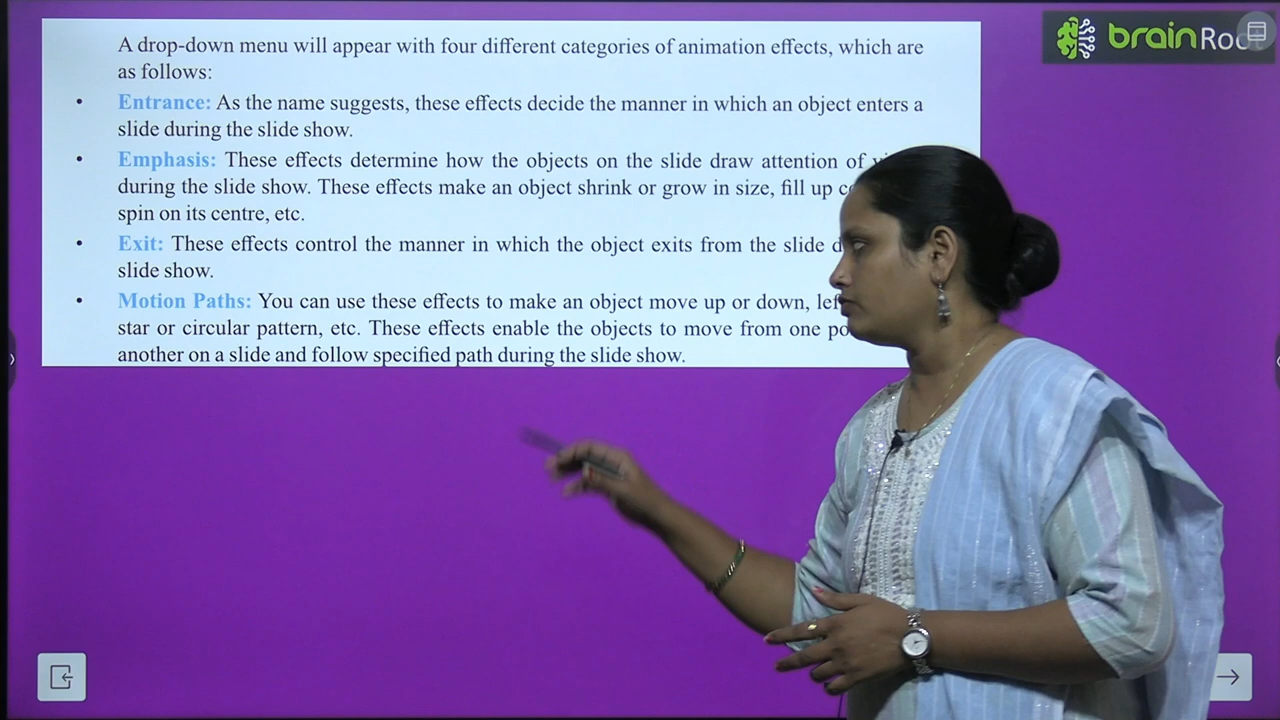 A drop-down menu will appear with four different categories of animation effects, which are
as follows:
• Entrance: As the name suggests, these effects decide the manner in which an object enters a
slide during the slide show.
• Emphasis: These effects determine how the objects on the slide draw attention of
during the slide show. These effects make an object shrink or grow in size, fill up
spin on its centre, etc.
• Exit: These effects control the manner in which the object exits from the slide
slide show.
• Motion Paths: You can use these effects to make an object move up or down,
star or circular pattern, etc. These effects enable the objects to move from one
another on a slide and follow specified path during the slide show.
brainRoot